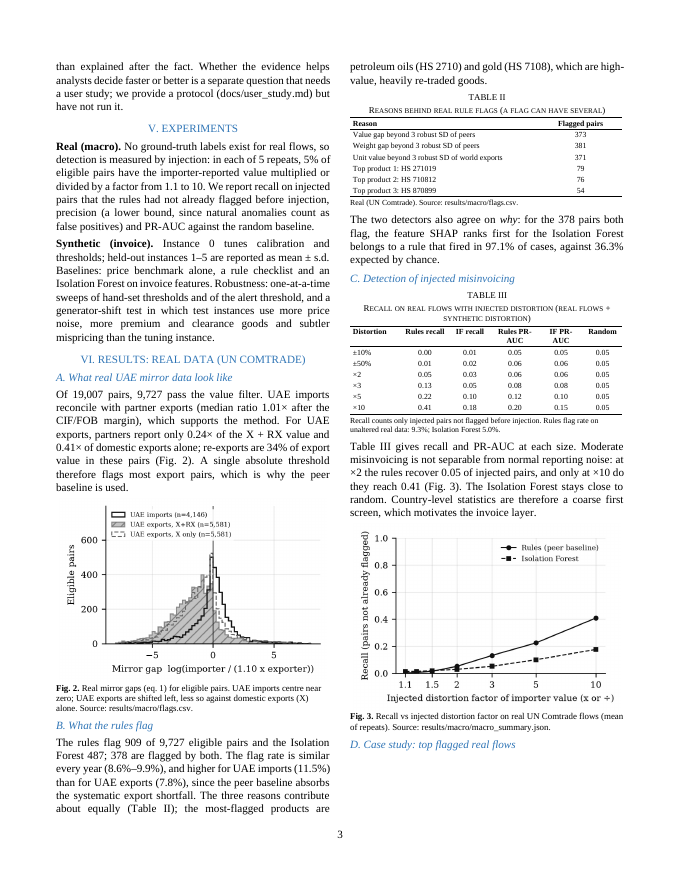 than explained after the fact. Whether the evidence helps
analysts decide faster or better is a separate question that needs
a user study; we provide a protocol (docs/user_study.md) but
have not run it.
V. EXPERIMENTS
Real (macro). No ground-truth labels exist for real flows, so
detection is measured by injection: in each of 5 repeats, 5% of
eligible pairs have the importer-reported value multiplied or
divided by a factor from 1.1 to 10. We report recall on injected
pairs that the rules had not already flagged before injection,
precision (a lower bound, since natural anomalies count as
false positives) and PR-AUC against the random baseline.
Synthetic (invoice). Instance 0 tunes calibration and
thresholds; held-out instances 1–5 are reported as mean ± s.d.
Baselines: price benchmark alone, a rule checklist and an
Isolation Forest on invoice features. Robustness: one-at-a-time
sweeps of hand-set thresholds and of the alert threshold, and a
generator-shift test in which test instances use more price
noise, more premium and clearance goods and subtler
mispricing than the tuning instance.
VI. RESULTS: REAL DATA (UN COMTRADE)
A. What real UAE mirror data look like
Of 19,007 pairs, 9,727 pass the value filter. UAE imports
reconcile with partner exports (median ratio 1.01× after the
CIF/FOB margin), which supports the method. For UAE
exports, partners report only 0.24× of the X + RX value and
0.41× of domestic exports alone; re-exports are 34% of export
value in these pairs (Fig. 2). A single absolute threshold
therefore flags most export pairs, which is why the peer
baseline is used.
UAE imports (n=4,146)
UAE exports, X+RX (n=5,581)
UAE exports, X only (n=5,581)
Eligible pairs
600
400
200
0
−5 0 5
Mirror gap log(importer / (1.10 x exporter))
Fig. 2. Real mirror gaps (eq. 1) for eligible pairs. UAE imports centre near
zero; UAE exports are shifted left, less so against domestic exports (X)
alone. Source: results/macro/flags.csv.
B. What the rules flag
The rules flag 909 of 9,727 eligible pairs and the Isolation
Forest 487; 378 are flagged by both. The flag rate is similar
every year (8.6%–9.9%), and higher for UAE imports (11.5%)
than for UAE exports (7.8%), since the peer baseline absorbs
the systematic export shortfall. The three reasons contribute
about equally (Table II); the most-flagged products are
petroleum oils (HS 2710) and gold (HS 7108), which are high-
value, heavily re-traded goods.
TABLE II
REASONS BEHIND REAL RULE FLAGS (A FLAG CAN HAVE SEVERAL)
Reason Flagged pairs
Value gap beyond 3 robust SD of peers 373
Weight gap beyond 3 robust SD of peers 381
Unit value beyond 3 robust SD of world exports 371
Top product 1: HS 271019 79
Top product 2: HS 710812 76
Top product 3: HS 870899 54
Real (UN Comtrade). Source: results/macro/flags.csv.
The two detectors also agree on why: for the 378 pairs both
flag, the feature SHAP ranks first for the Isolation Forest
belongs to a rule that fired in 97.1% of cases, against 36.3%
expected by chance.
C. Detection of injected misinvoicing
TABLE III
RECALL ON REAL FLOWS WITH INJECTED DISTORTION (REAL FLOWS +
SYNTHETIC DISTORTION)
Distortion Rules recall IF recall Rules PR-AUC IF PR-AUC Random
±10% 0.00 0.01 0.05 0.05 0.05
±50% 0.01 0.02 0.06 0.06 0.05
×2 0.05 0.03 0.06 0.06 0.05
×3 0.13 0.05 0.08 0.08 0.05
×5 0.22 0.10 0.12 0.10 0.05
×10 0.41 0.18 0.20 0.15 0.05
Recall counts only injected pairs not flagged before injection. Rules flag rate on
unaltered real data: 9.3%; Isolation Forest 5.0%.
Table III gives recall and PR-AUC at each size. Moderate
misinvoicing is not separable from normal reporting noise: at
×2 the rules recover 0.05 of injected pairs, and only at ×10 do
they reach 0.41 (Fig. 3). The Isolation Forest stays close to
random. Country-level statistics are therefore a coarse first
screen, which motivates the invoice layer.
Recall (pairs not already flagged)
1.0
0.8
0.6
0.4
0.2
0.0
Rules (peer baseline)
Isolation Forest
1.1 1.5 2 3 5 10
Injected distortion factor of importer value (x or ÷)
Fig. 3. Recall vs injected distortion factor on real UN Comtrade flows (mean
of repeats). Source: results/macro/macro_summary.json.
D. Case study: top flagged real flows
3